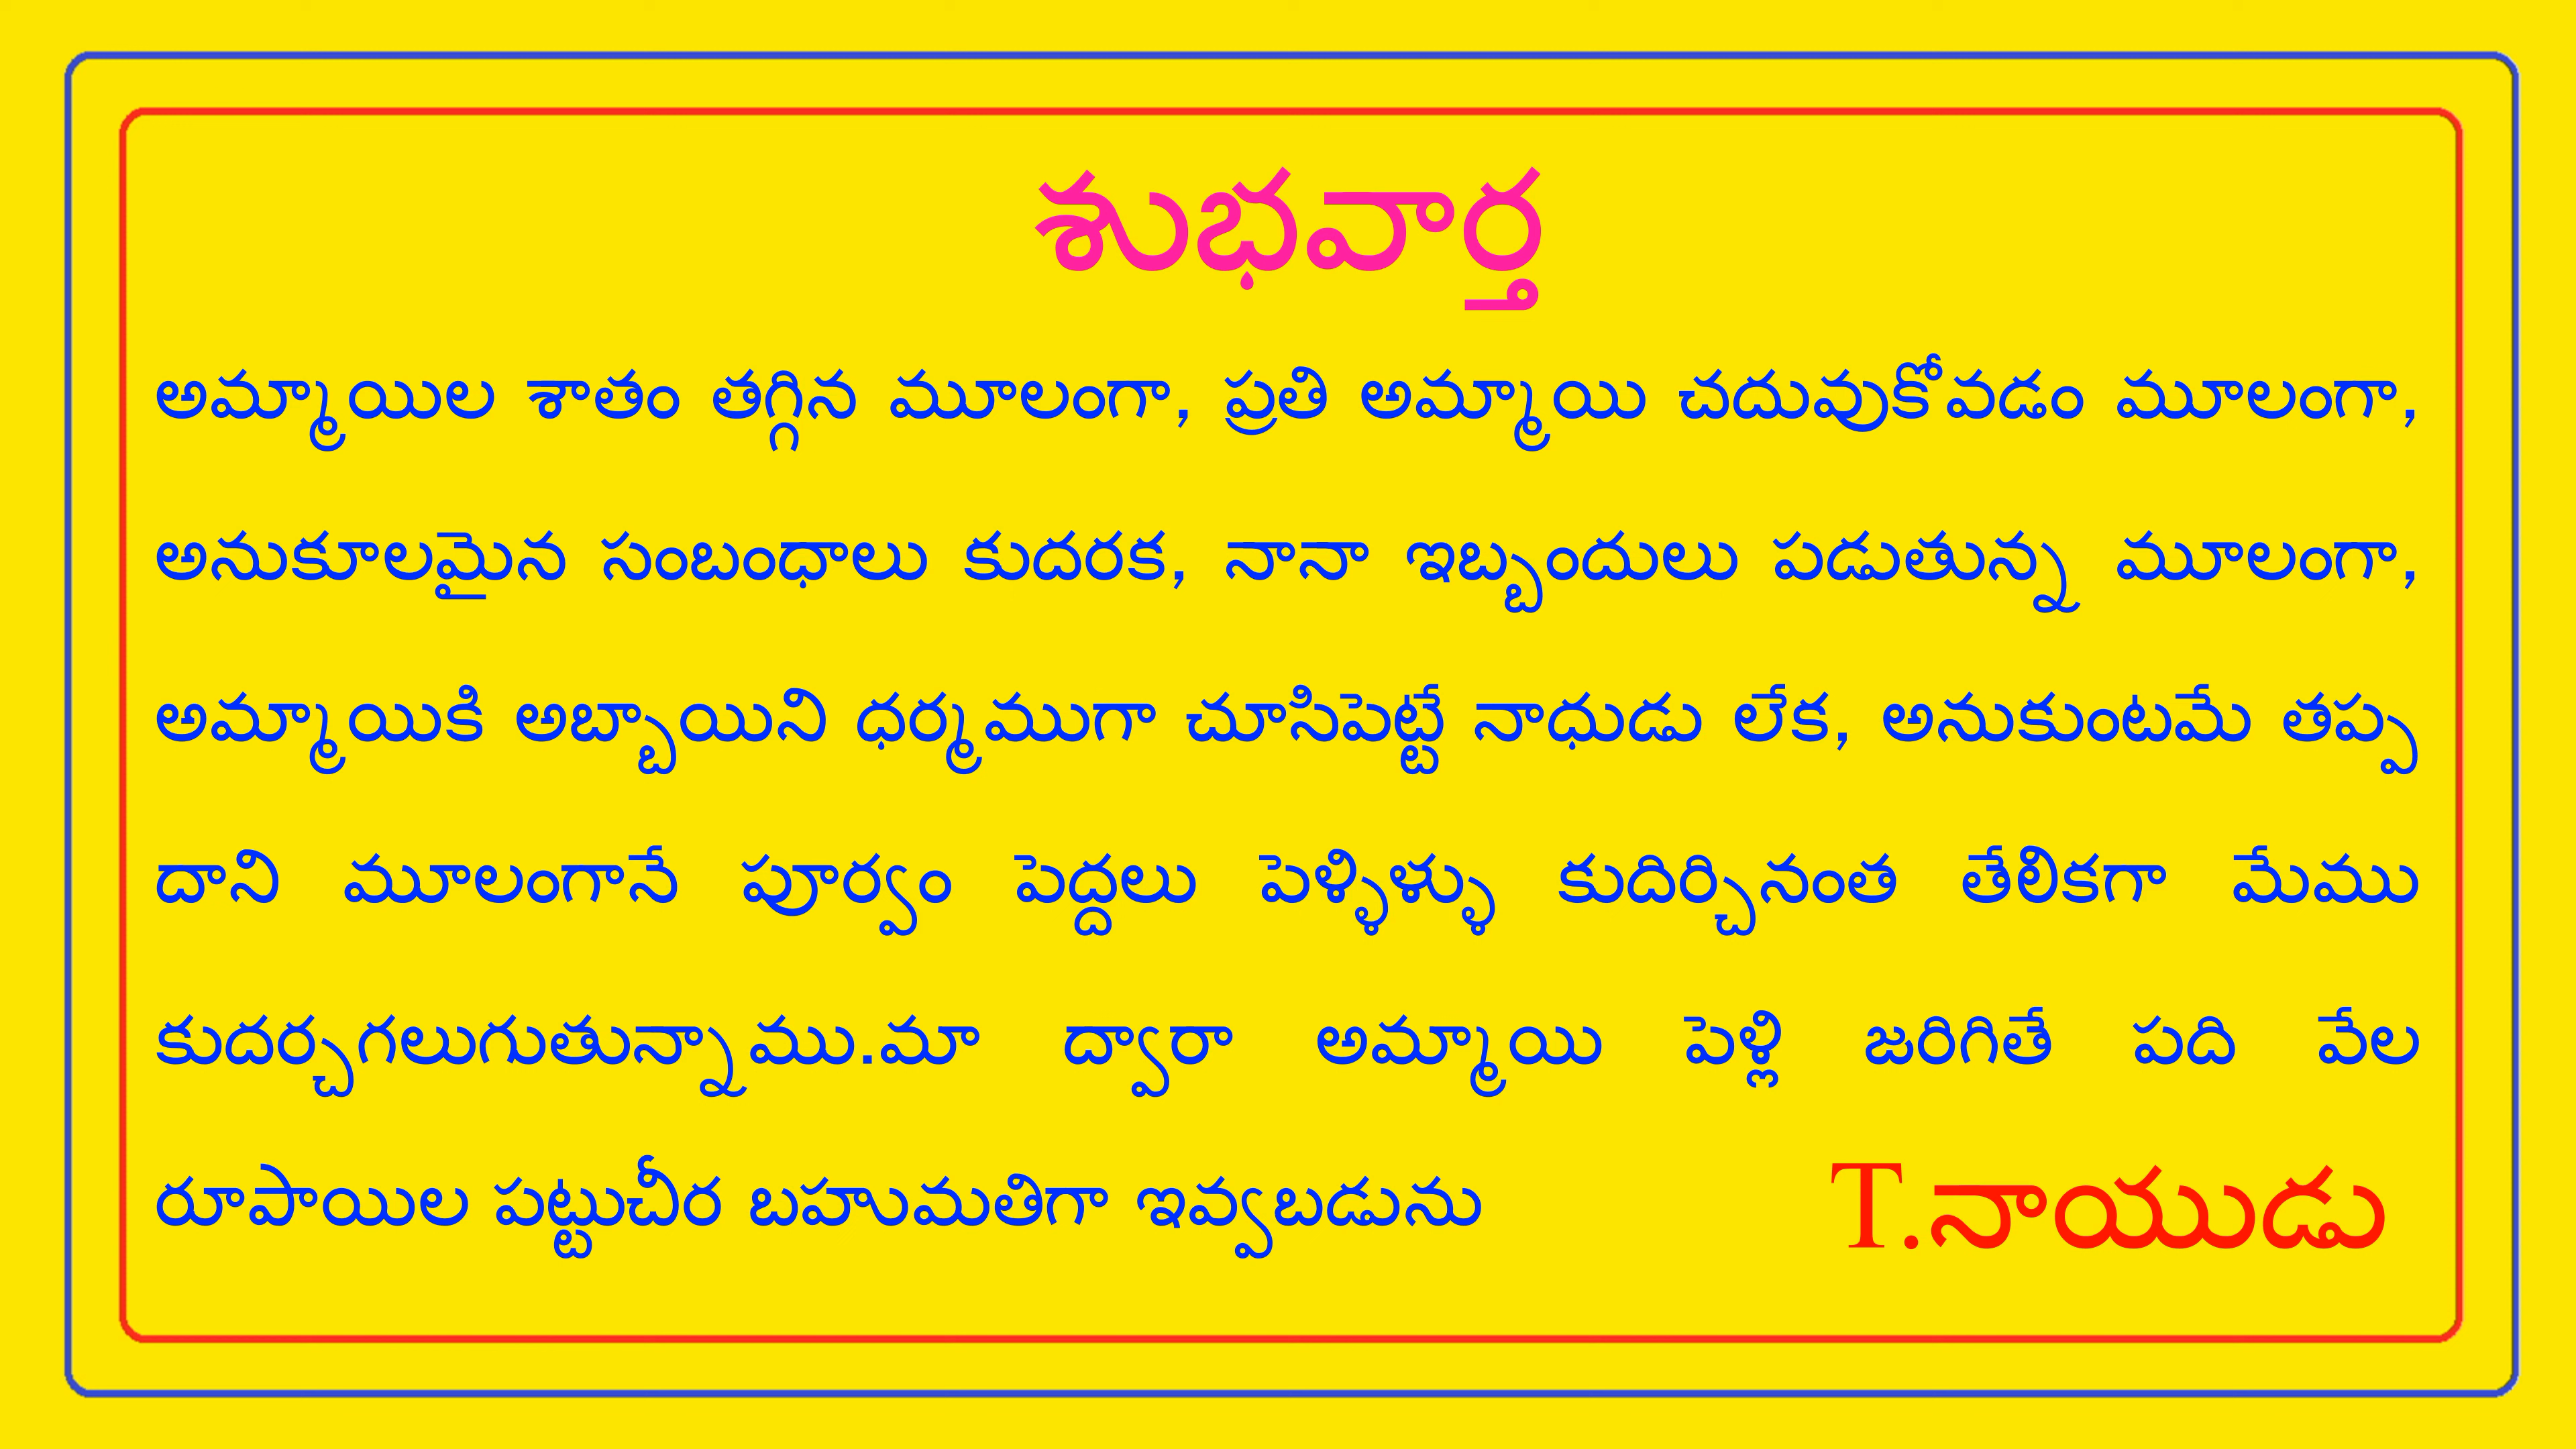 శుభవార్త
అమ్మాయిల శాతం తగ్గిన మూలంగా, ప్రతి అమ్మాయి చదువుకోవడం మూలంగా,
అనుకూలమైన సంబంధాలు కుదరక, నానా ఇబ్బందులు పడుతున్న మూలంగా,
అమ్మాయికి అబ్బాయిని ధర్మముగా చూసిపెట్టే నాధుడు లేక, అనుకుంటమే తప్ప
దాని మూలంగానే పూర్వం పెద్దలు పెళ్ళిళ్ళు కుదిర్చినంత తేలికగా మేము
కుదర్చగలుగుతున్నాము.మా ద్వారా అమ్మాయి పెళ్లి జరిగితే పది వేల
రూపాయిల పట్టుచీర బహుమతిగా ఇవ్వబడును T.నాయుడు